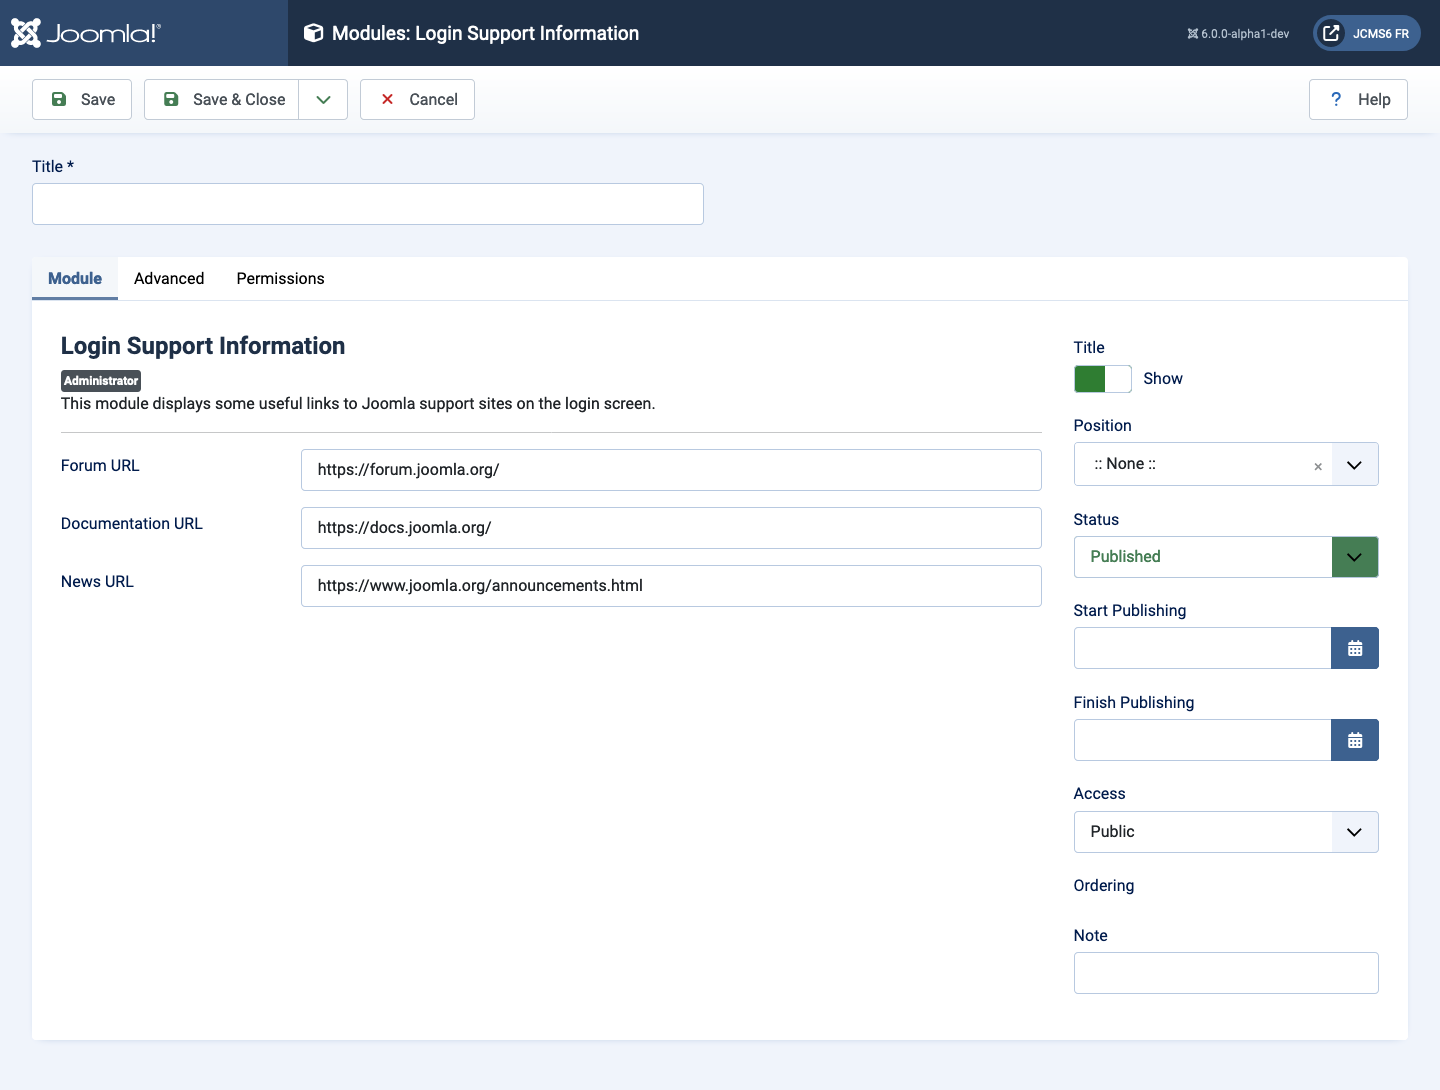 Joomla!®
Modules: Login Support Information
6.0.0-alpha1-dev
JCMS6 FR
Save
Save & Close
Cancel
? Help
Title *
Module
Advanced
Permissions
Login Support Information
Administrator
This module displays some useful links to Joomla support sites on the login screen.
Forum URL
https://forum.joomla.org/
Documentation URL
https://docs.joomla.org/
News URL
https://www.joomla.org/announcements.html
Title
Show
Position
:: None ::
×
Status
Published
Start Publishing
Finish Publishing
Access
Public
Ordering
Note